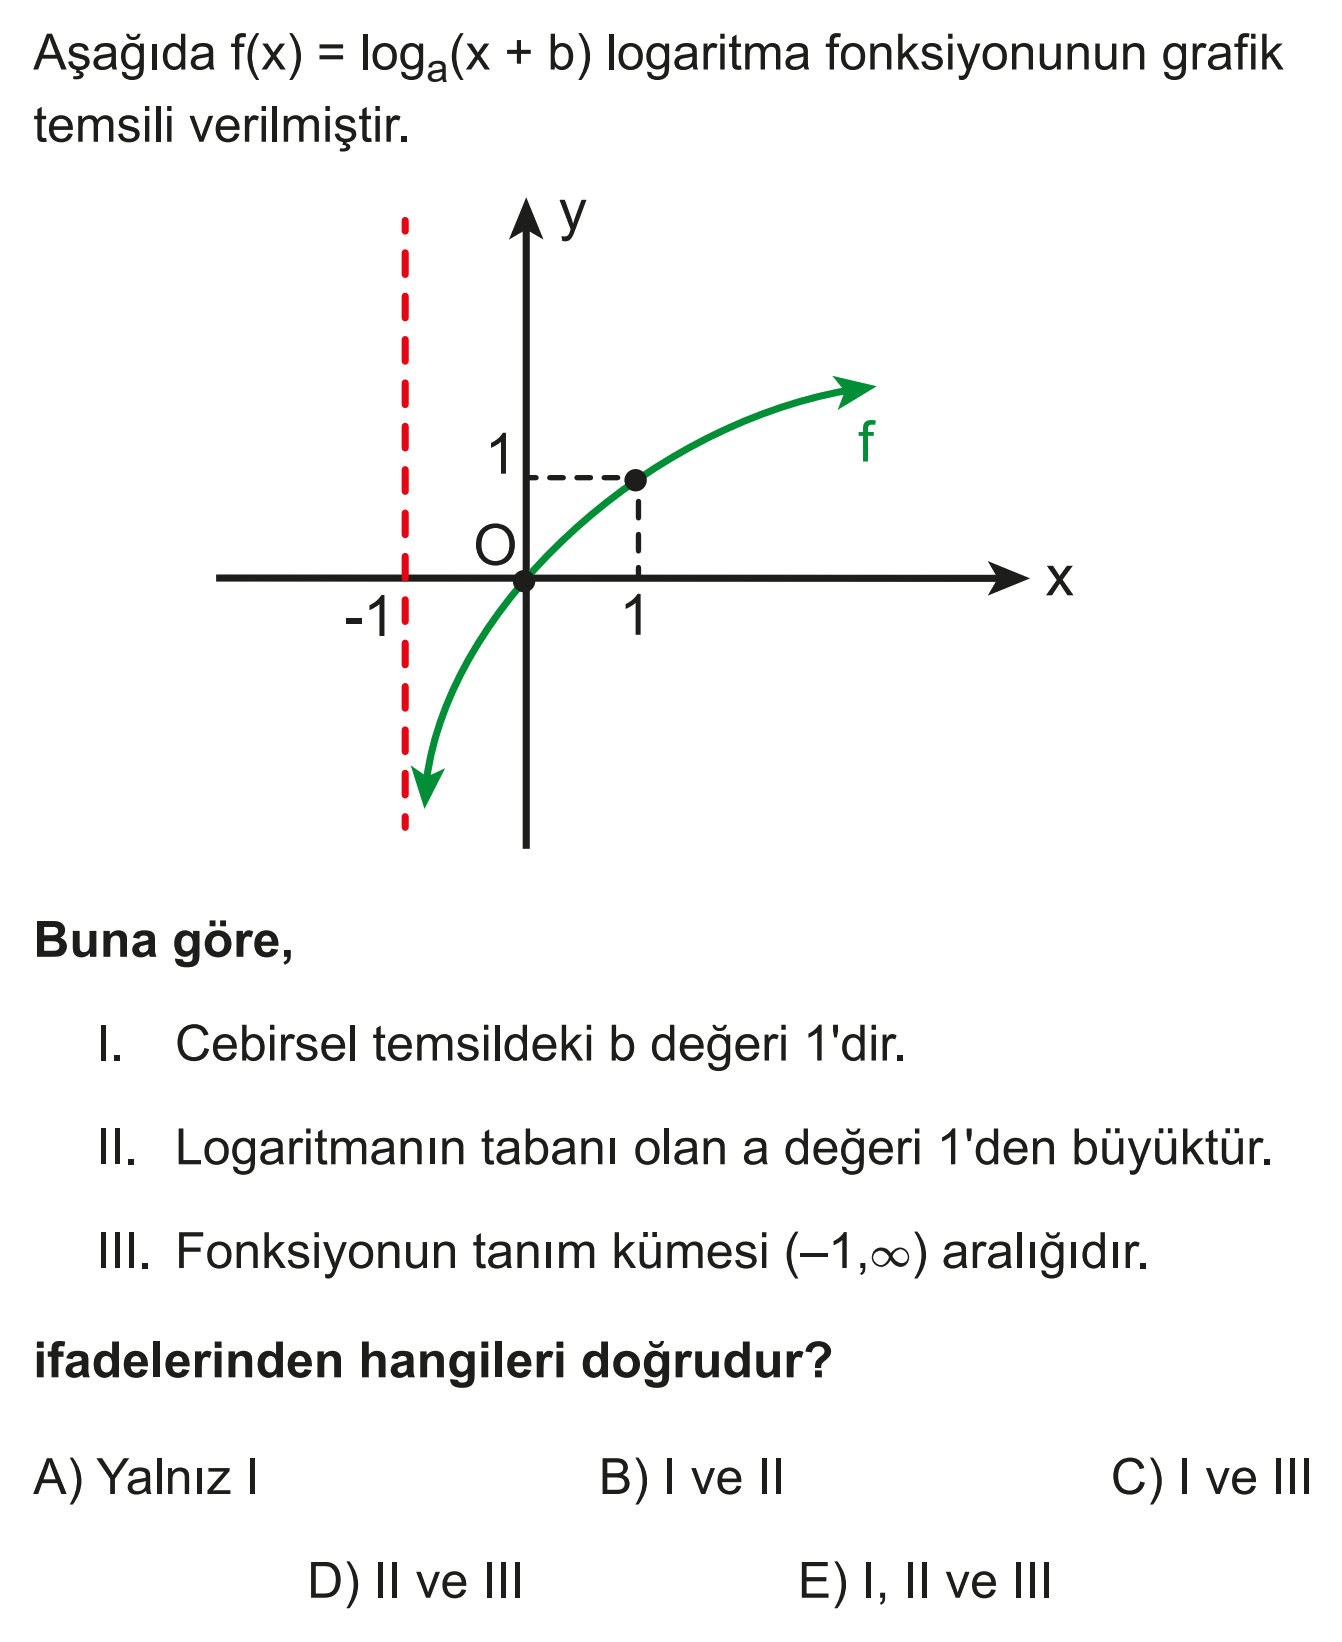 Aşağıda f(x) = logₐ(x + b) logaritma fonksiyonunun grafik
temsili verilmiştir.
y
1
f
O
x
-1
1
Buna göre,
I. Cebirsel temsildeki b değeri 1'dir.
II. Logaritmanın tabanı olan a değeri 1'den büyüktür.
III. Fonksiyonun tanım kümesi (–1,∞) aralığıdır.
ifadelerinden hangileri doğrudur?
A) Yalnız I B) I ve II C) I ve III
D) II ve III E) I, II ve III